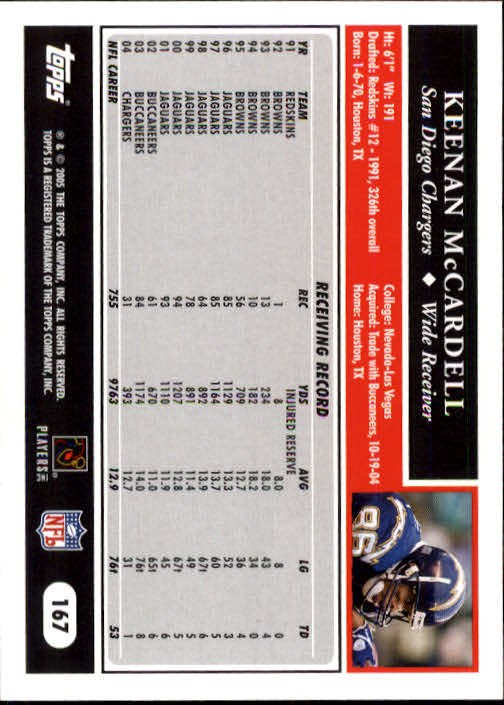 KEENAN McCARDELL
San Diego Chargers ◆ Wide Receiver
Ht: 6'1" Wt: 191 College: Nevada-Las Vegas
Drafted: Redskins #12 - 1991, 326th overall Acquired: Trade with Buccaneers, 10-19-04
Born: 1-6-70, Houston, TX Home: Houston, TX
RECEIVING RECORD
YR TEAM REC YDS AVG LG TD
91 REDSKINS INJURED RESERVE
92 BROWNS 1 8 8.0 8 0
93 BROWNS 13 234 18.0 43 4
94 BROWNS 10 182 18.2 34 0
95 BROWNS 56 709 12.7 36 4
96 JAGUARS 85 1129 13.3 52 3
97 JAGUARS 85 1164 13.7 60 5
98 JAGUARS 64 892 13.9 67t 6
99 JAGUARS 78 891 11.4 49 5
00 JAGUARS 94 1207 12.8 67t 5
01 JAGUARS 93 1110 11.9 45 6
02 BUCCANEERS 61 670 11.0 65t 6
03 BUCCANEERS 84 1174 14.0 76t 8
04 CHARGERS 31 393 12.7 31 1
NFL CAREER 755 9763 12.9 76t 53
topps
® & © 2005 THE TOPPS COMPANY, INC. ALL RIGHTS RESERVED.
TOPPS IS A REGISTERED TRADEMARK OF THE TOPPS COMPANY, INC.
PLAYERS
NFL
167